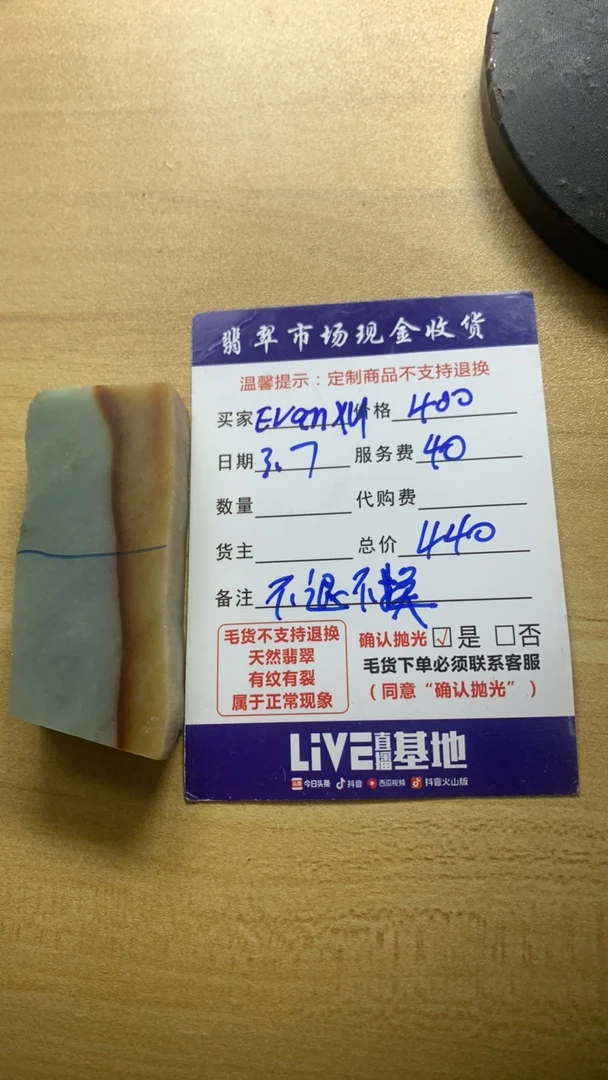 翡翠市场现金收货
温馨提示:定制商品不支持退换
买家 Evan XU 价格 400
日期 3.7 服务费 40
数量 代购费
货主 总价 440
备注 不退不换
毛货不支持退换
天然翡翠
有纹有裂
属于正常现象
确认抛光 ☑是 □否
毛货下单必须联系客服
(同意“确认抛光”)
LiVE直播基地
头条 今日头条 抖音 西瓜视频 抖音火山版